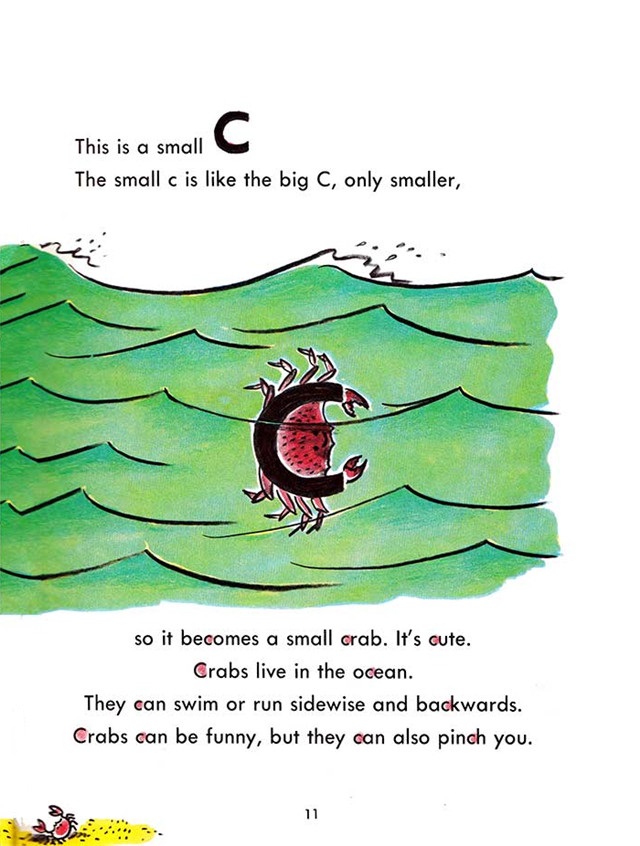 This is a small C
The small c is like the big C, only smaller,
C
so it becomes a small crab. It's cute.
Crabs live in the ocean.
They can swim or run sidewise and backwards.
Crabs can be funny, but they can also pinch you.
11